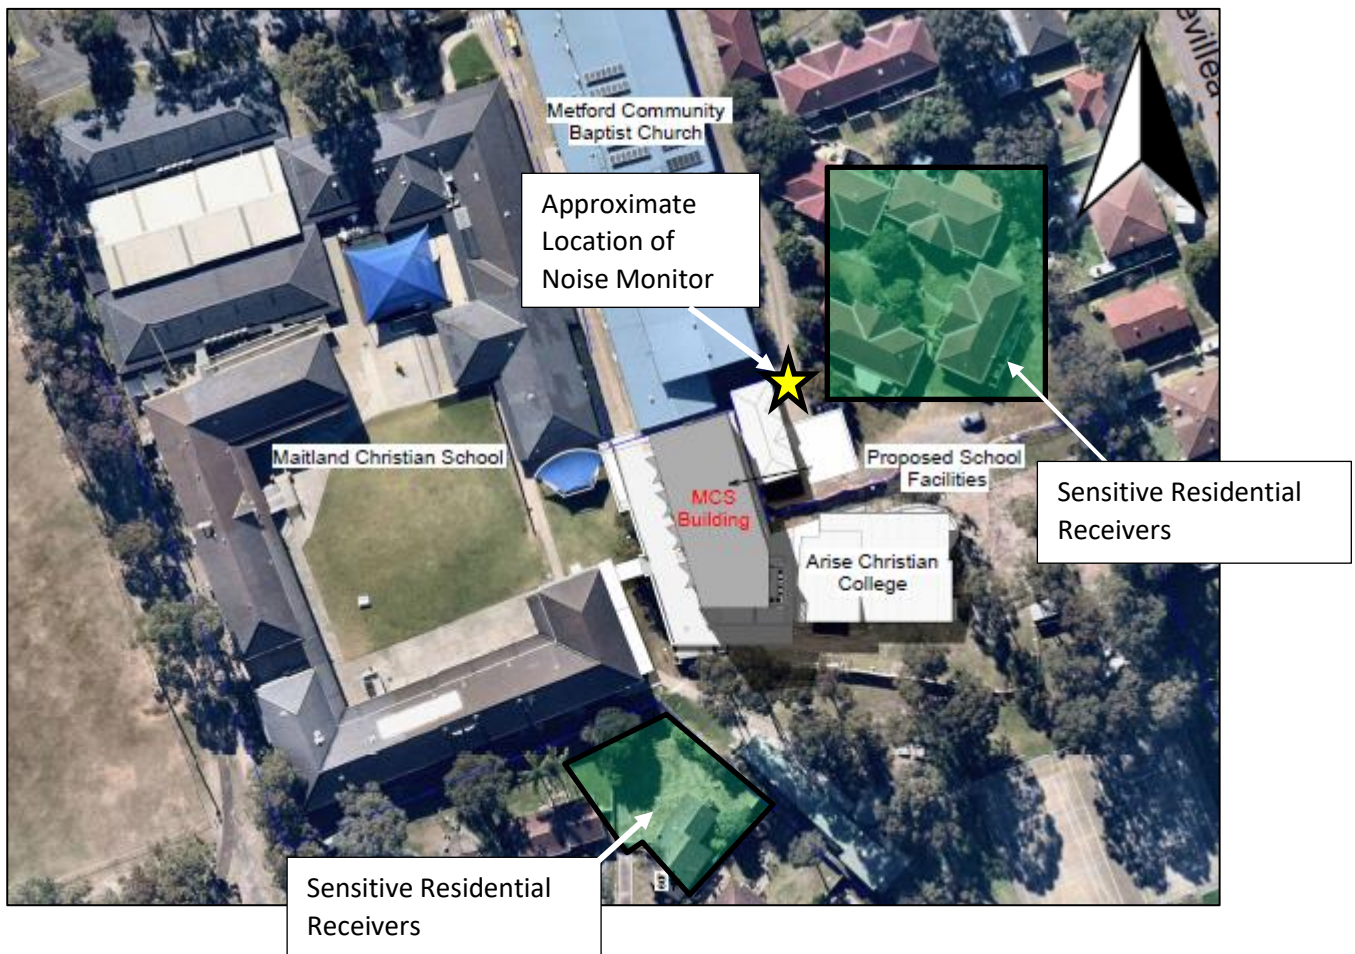 evillea
Metford Community
Baptist Church
Approximate
Location of
Noise Monitor
Maitland Christian School
Proposed School
Facilities
MCS
Building
Sensitive Residential
Receivers
Arise Christian
College
Sensitive Residential
Receivers